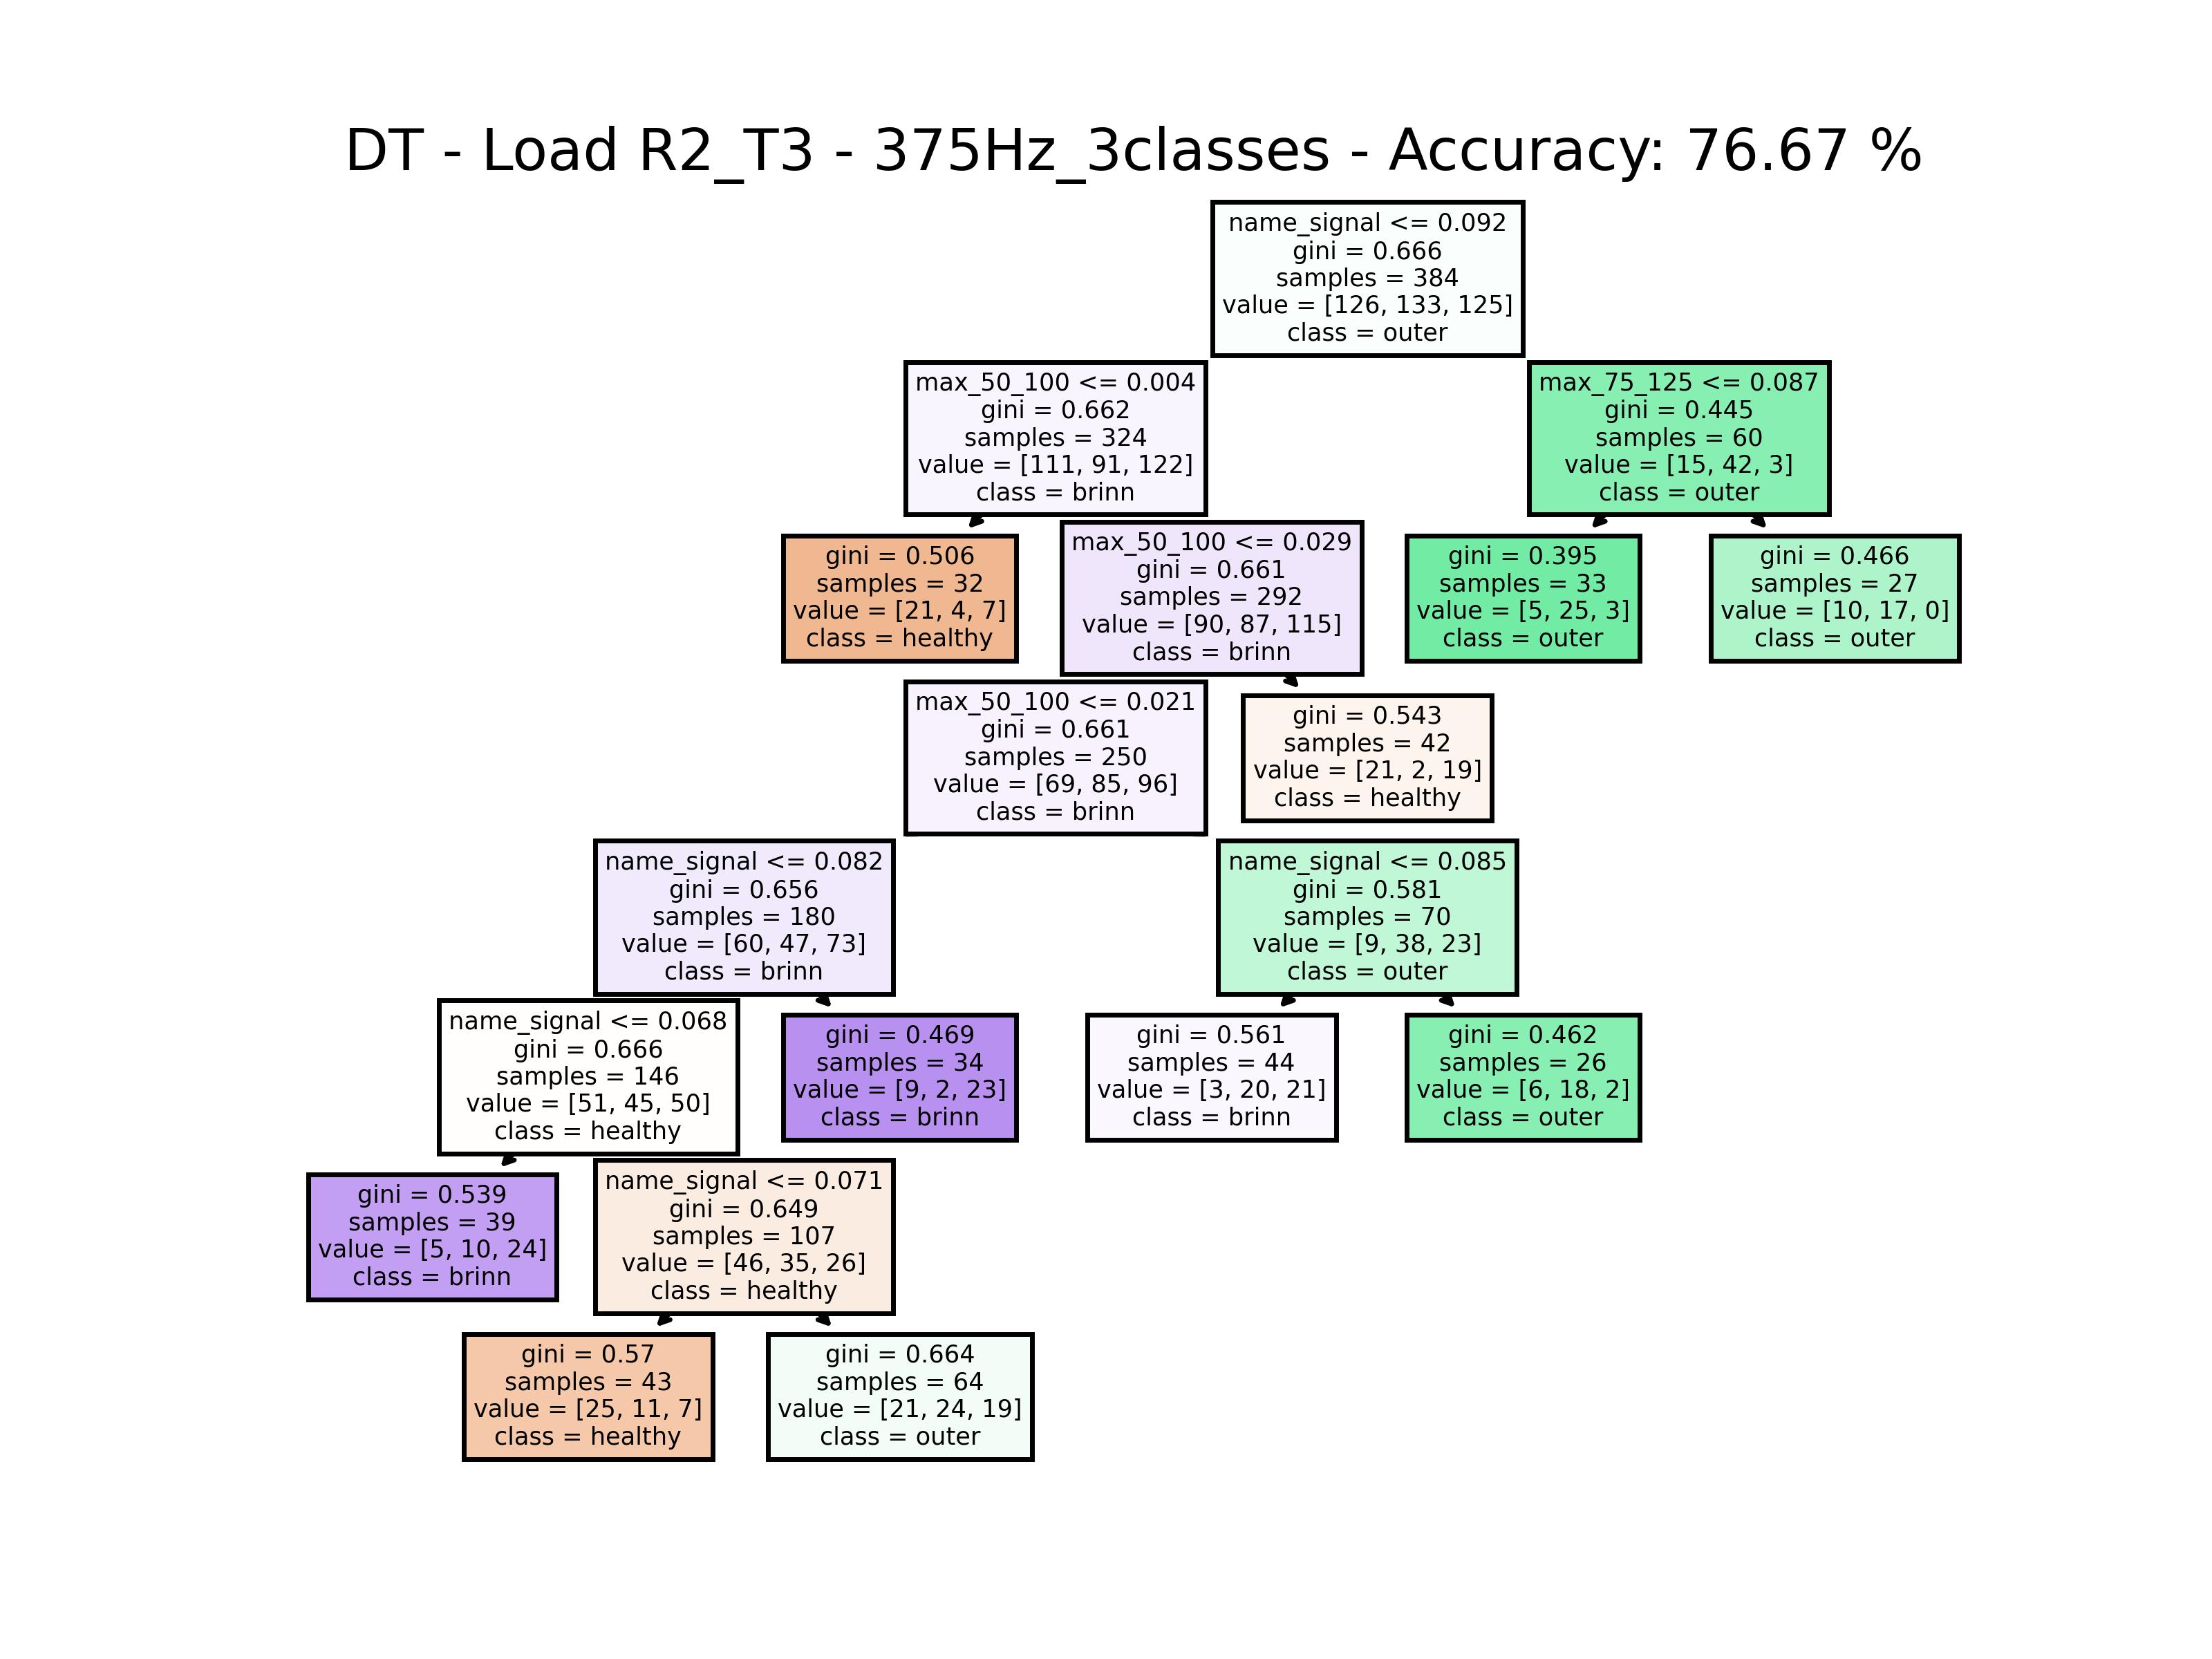 DT - Load R2_T3 - 375Hz_3classes - Accuracy: 76.67 %
name_signal <= 0.092
gini = 0.666
samples = 384
value = [126, 133, 125]
class = outer
max_50_100 <= 0.004
gini = 0.662
samples = 324
value = [111, 91, 122]
class = brinn
max_75_125 <= 0.087
gini = 0.445
samples = 60
value = [15, 42, 3]
class = outer
gini = 0.506
samples = 32
value = [21, 4, 7]
class = healthy
max_50_100 <= 0.029
gini = 0.661
samples = 292
value = [90, 87, 115]
class = brinn
gini = 0.395
samples = 33
value = [5, 25, 3]
class = outer
gini = 0.466
samples = 27
value = [10, 17, 0]
class = outer
max_50_100 <= 0.021
gini = 0.661
samples = 250
value = [69, 85, 96]
class = brinn
gini = 0.543
samples = 42
value = [21, 2, 19]
class = healthy
name_signal <= 0.082
gini = 0.656
samples = 180
value = [60, 47, 73]
class = brinn
name_signal <= 0.085
gini = 0.581
samples = 70
value = [9, 38, 23]
class = outer
name_signal <= 0.068
gini = 0.666
samples = 146
value = [51, 45, 50]
class = healthy
gini = 0.469
samples = 34
value = [9, 2, 23]
class = brinn
gini = 0.561
samples = 44
value = [3, 20, 21]
class = brinn
gini = 0.462
samples = 26
value = [6, 18, 2]
class = outer
gini = 0.539
samples = 39
value = [5, 10, 24]
class = brinn
name_signal <= 0.071
gini = 0.649
samples = 107
value = [46, 35, 26]
class = healthy
gini = 0.57
samples = 43
value = [25, 11, 7]
class = healthy
gini = 0.664
samples = 64
value = [21, 24, 19]
class = outer